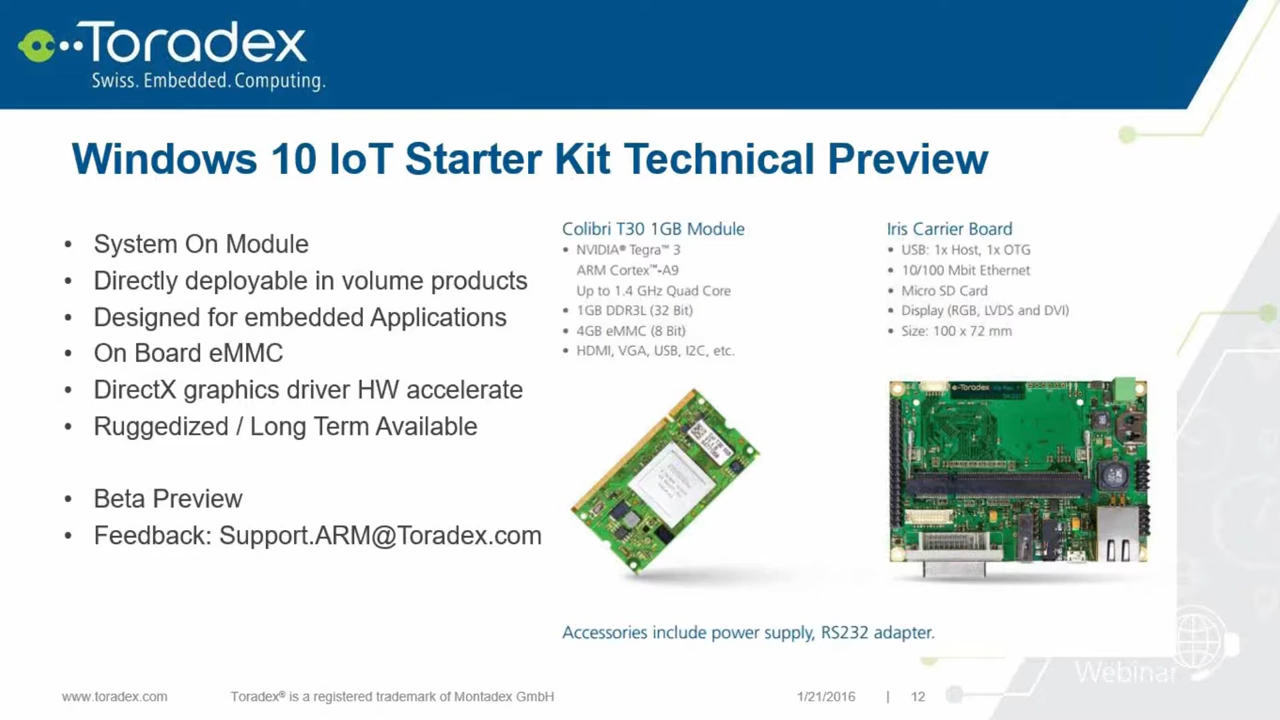 Toradex
Swiss. Embedded. Computing.
Windows 10 IoT Starter Kit Technical Preview
• System On Module
• Directly deployable in volume products
• Designed for embedded Applications
• On Board eMMC
• DirectX graphics driver HW accelerate
• Ruggedized / Long Term Available
• Beta Preview
• Feedback: Support.ARM@Toradex.com
Colibri T30 1GB Module
• NVIDIA® Tegra™ 3
ARM Cortex™-A9
Up to 1.4 GHz Quad Core
• 1GB DDR3L (32 Bit)
• 4GB eMMC (8 Bit)
• HDMI, VGA, USB, I2C, etc.
Iris Carrier Board
• USB: 1x Host, 1x OTG
• 10/100 Mbit Ethernet
• Micro SD Card
• Display (RGB, LVDS and DVI)
• Size: 100 x 72 mm
Toradex
Accessories include power supply, RS232 adapter.
Webinar
www.toradex.com
Toradex® is a registered trademark of Montadex GmbH
1/21/2016 | 12